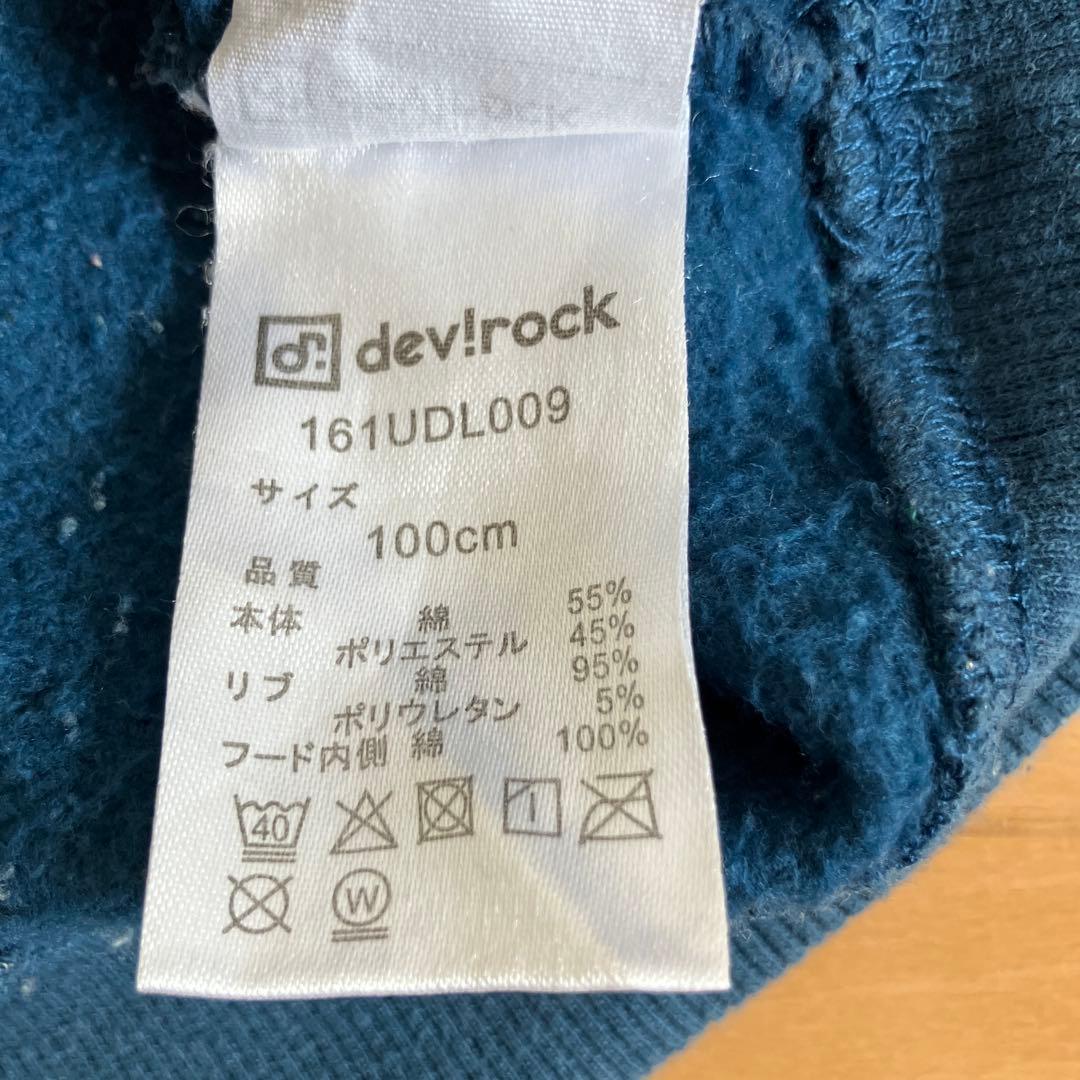 dev!rock
161UDL009
サイズ
100cm
品質
本体 綿 55%
ポリエステル 45%
リブ 綿 95%
ポリウレタン 5%
フード内側 綿 100%
40
W